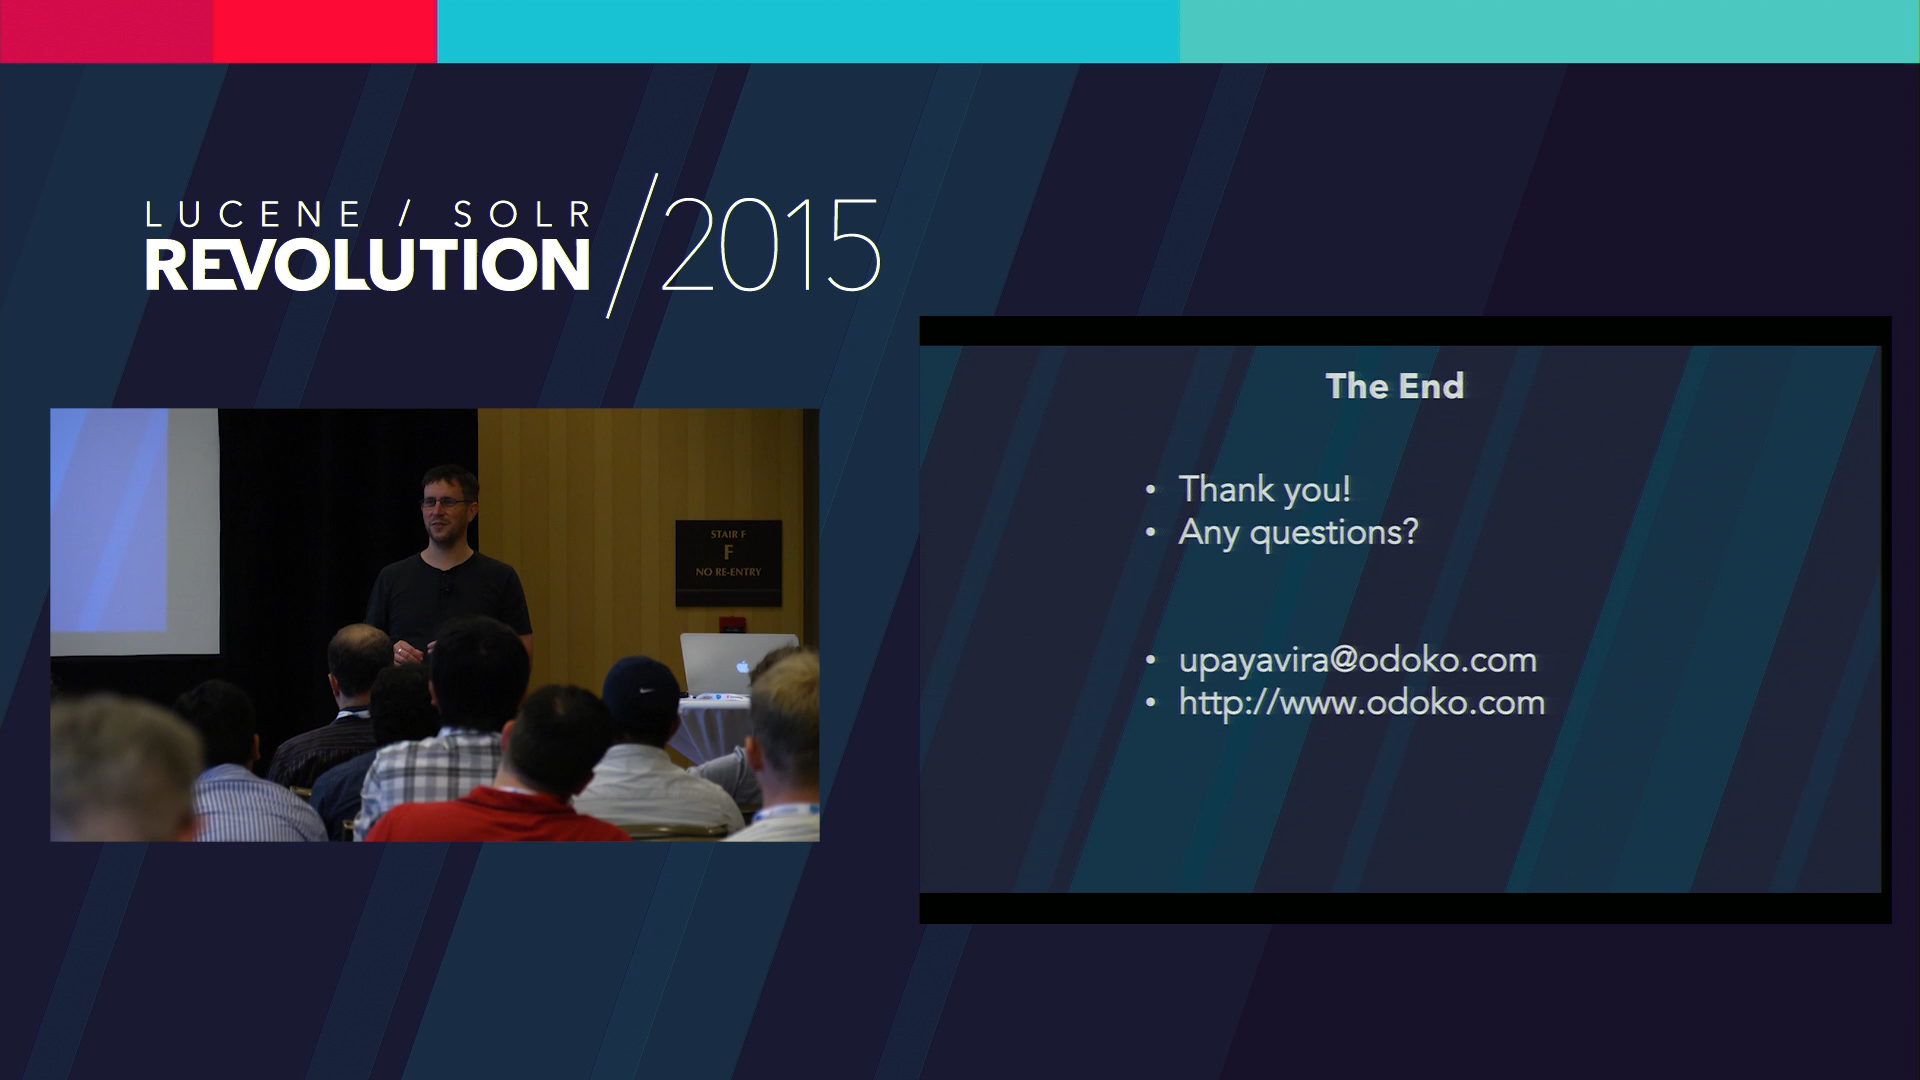 LUCENE / SOLR
REVOLUTION /2015
STAIR F
F
NO RE-ENTRY
The End
• Thank you!
• Any questions?
• upayavira@odoko.com
• http://www.odoko.com